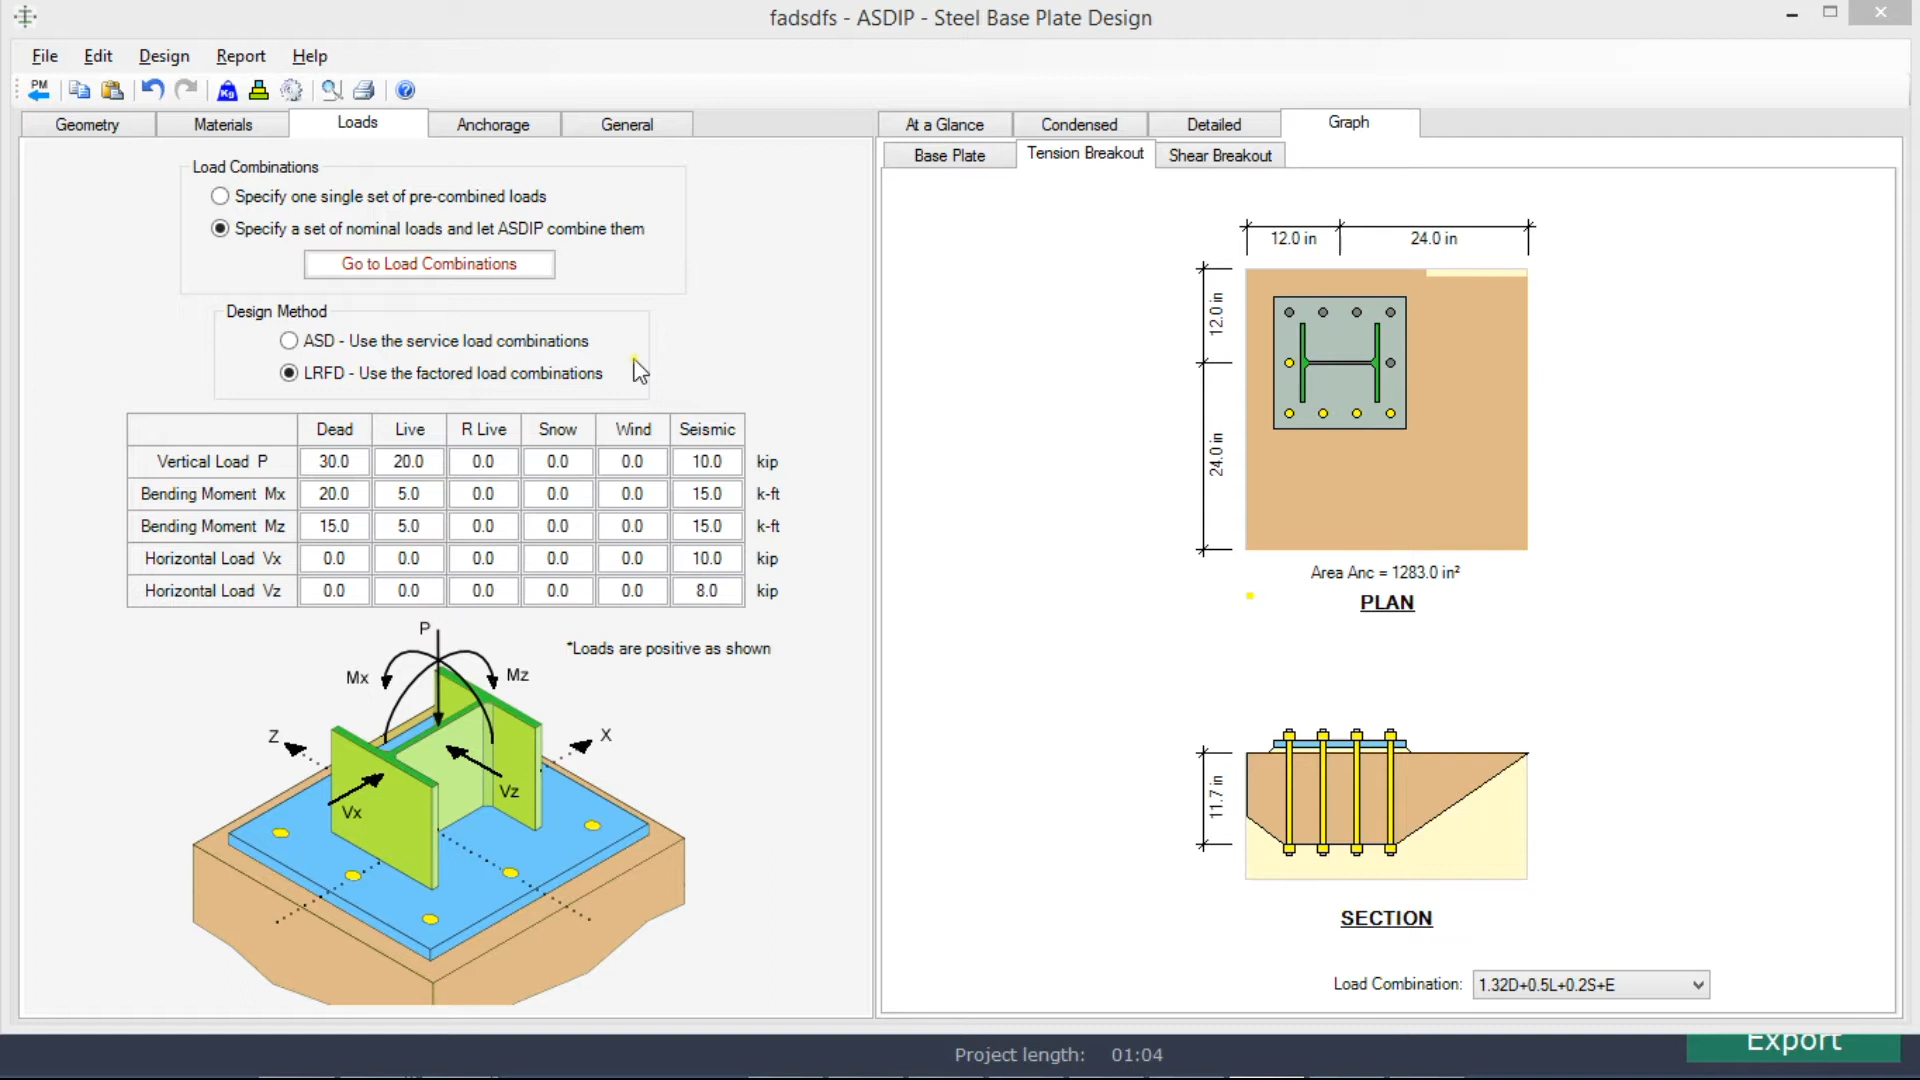 fadsdfs - ASDIP - Steel Base Plate Design
File Edit Design Report Help
PM Kg ?
Geometry Materials Loads Anchorage General
At a Glance Condensed Detailed Graph
Base Plate Tension Breakout Shear Breakout
Load Combinations
Specify one single set of pre-combined loads
Specify a set of nominal loads and let ASDIP combine them
Go to Load Combinations
Design Method
ASD - Use the service load combinations
LRFD - Use the factored load combinations
Dead Live R Live Snow Wind Seismic
Vertical Load P 30.0 20.0 0.0 0.0 0.0 10.0 kip
Bending Moment Mx 20.0 5.0 0.0 0.0 0.0 15.0 k-ft
Bending Moment Mz 15.0 5.0 0.0 0.0 0.0 15.0 k-ft
Horizontal Load Vx 0.0 0.0 0.0 0.0 0.0 10.0 kip
Horizontal Load Vz 0.0 0.0 0.0 0.0 0.0 8.0 kip
*Loads are positive as shown
P
Mx
Mz
Z
X
Vx
Vz
12.0 in 24.0 in
12.0 in
24.0 in
Area Anc = 1283.0 in²
PLAN
11.7 in
SECTION
Load Combination: 1.32D+0.5L+0.2S+E
Project length: 01:04
Export